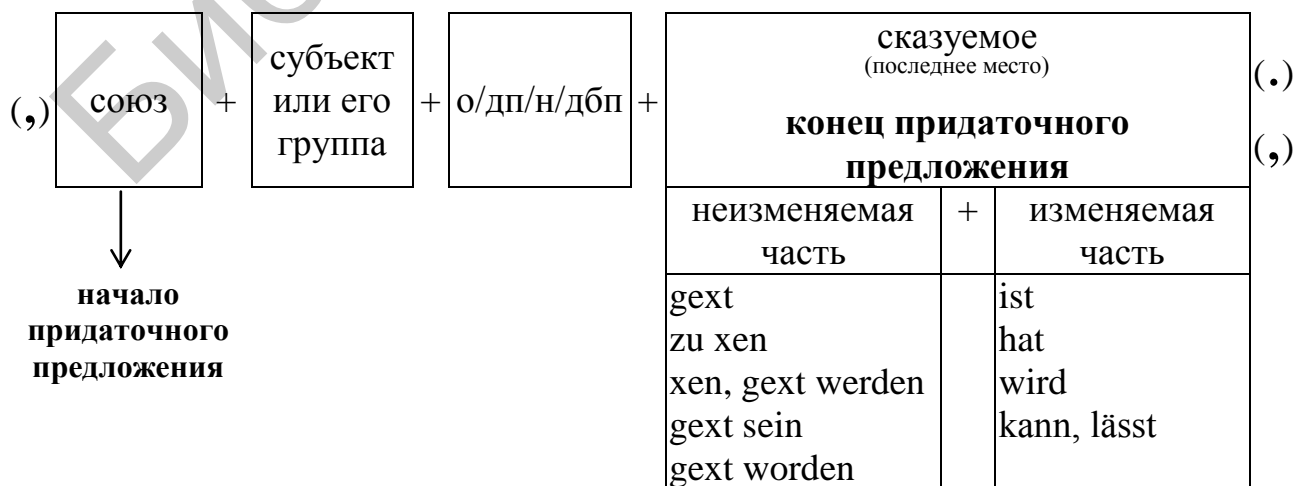 (,) союз + субъект или его группа + о/дп/н/дбп + сказуемое
(последнее место)
конец придаточного
предложения
(.)
(,)
начало
придаточного
предложения
неизменяемая часть + изменяемая часть
gext ist
zu xen hat
xen, gext werden wird
gext sein kann, lässt
gext worden